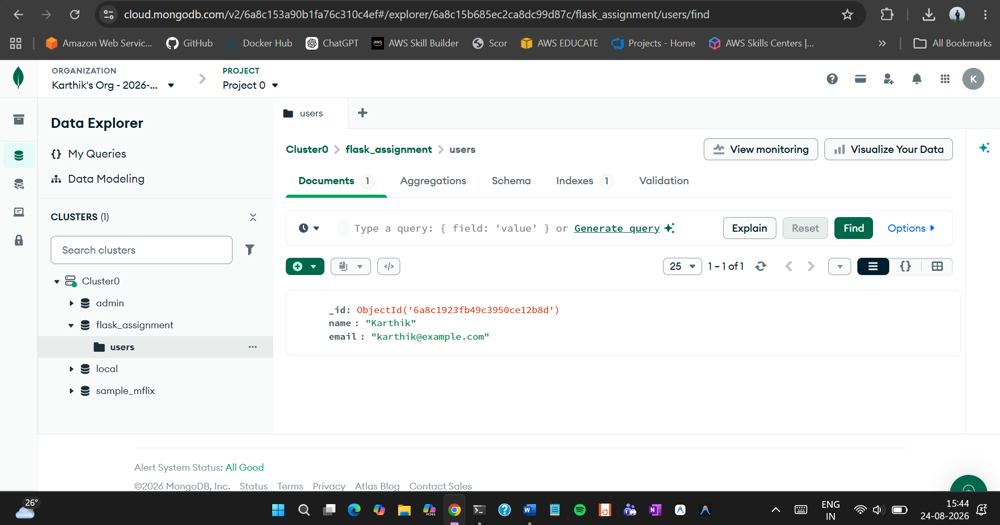 cloud.mongodb.com/v2/6a8c153a90b1fa76c310c4ef#/explorer/6a8c15b685ec2ca8dc99d87c/flask_assignment/users/find
Amazon Web Servic... GitHub Docker Hub ChatGPT aws AWS Skill Builder Scor AWS EDUCATE Projects - Home AWS Skills Centers |... » All Bookmarks
ORGANIZATION
Karthik's Org - 2026-...
PROJECT
Project 0
K
Data Explorer
{} My Queries
Data Modeling
CLUSTERS (1)
Search clusters
Cluster0
admin
flask_assignment
users
local
sample_mflix
users
Cluster0 > flask_assignment > users
View monitoring Visualize Your Data
Documents 1 Aggregations Schema Indexes 1 Validation
Type a query: { field: 'value' } or Generate query Explain Reset Find Options
</> 25 1 – 1 of 1 {}
_id: ObjectId('6a8c1923fb49c3950ce12b8d')
name : "Karthik"
email : "karthik@example.com"
Alert System Status: All Good
©2026 MongoDB, Inc. Status Terms Privacy Atlas Blog Contact Sales
26°
M365
ENG
IN
15:44
24-08-2026